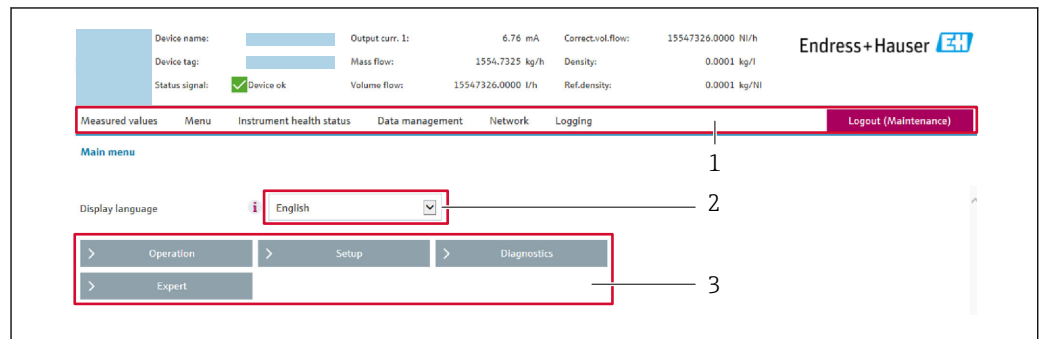 Device name: Output curr. 1: 6.76 mA Correct.vol.flow: 15547326.0000 Nl/h
Endress+Hauser EH
Device tag: Mass flow: 1554.7325 kg/h Density: 0.0001 kg/l
Status signal: Device ok Volume flow: 15547326.0000 l/h Ref.density: 0.0001 kg/Nl
Measured values Menu Instrument health status Data management Network Logging Logout (Maintenance)
Main menu
1
Display language i English 2
> Operation > Setup > Diagnostics
> Expert 3